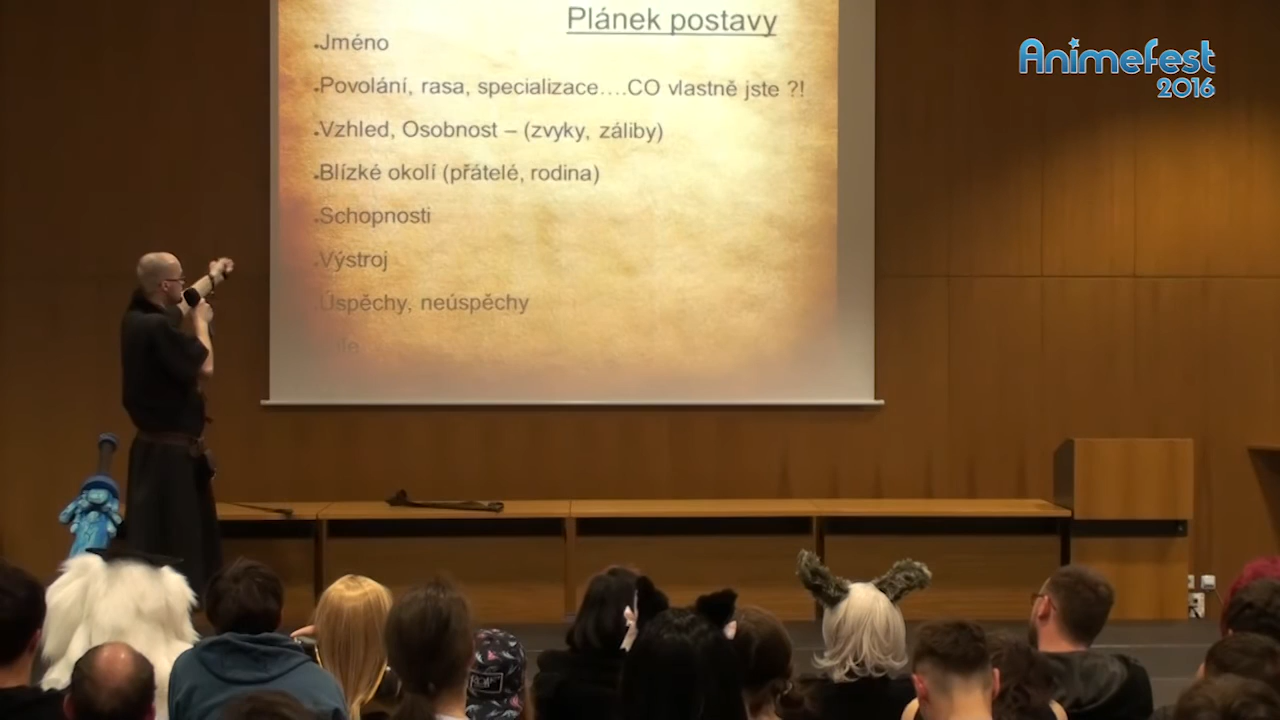 Plánek postavy
Jméno
Povolání, rasa, specializace....CO vlastně jste ?!
Vzhled, Osobnost – (zvyky, záliby)
Blízké okolí (přátelé, rodina)
Schopnosti
Výstroj
Úspěchy, neúspěchy
AnimeFest
2016